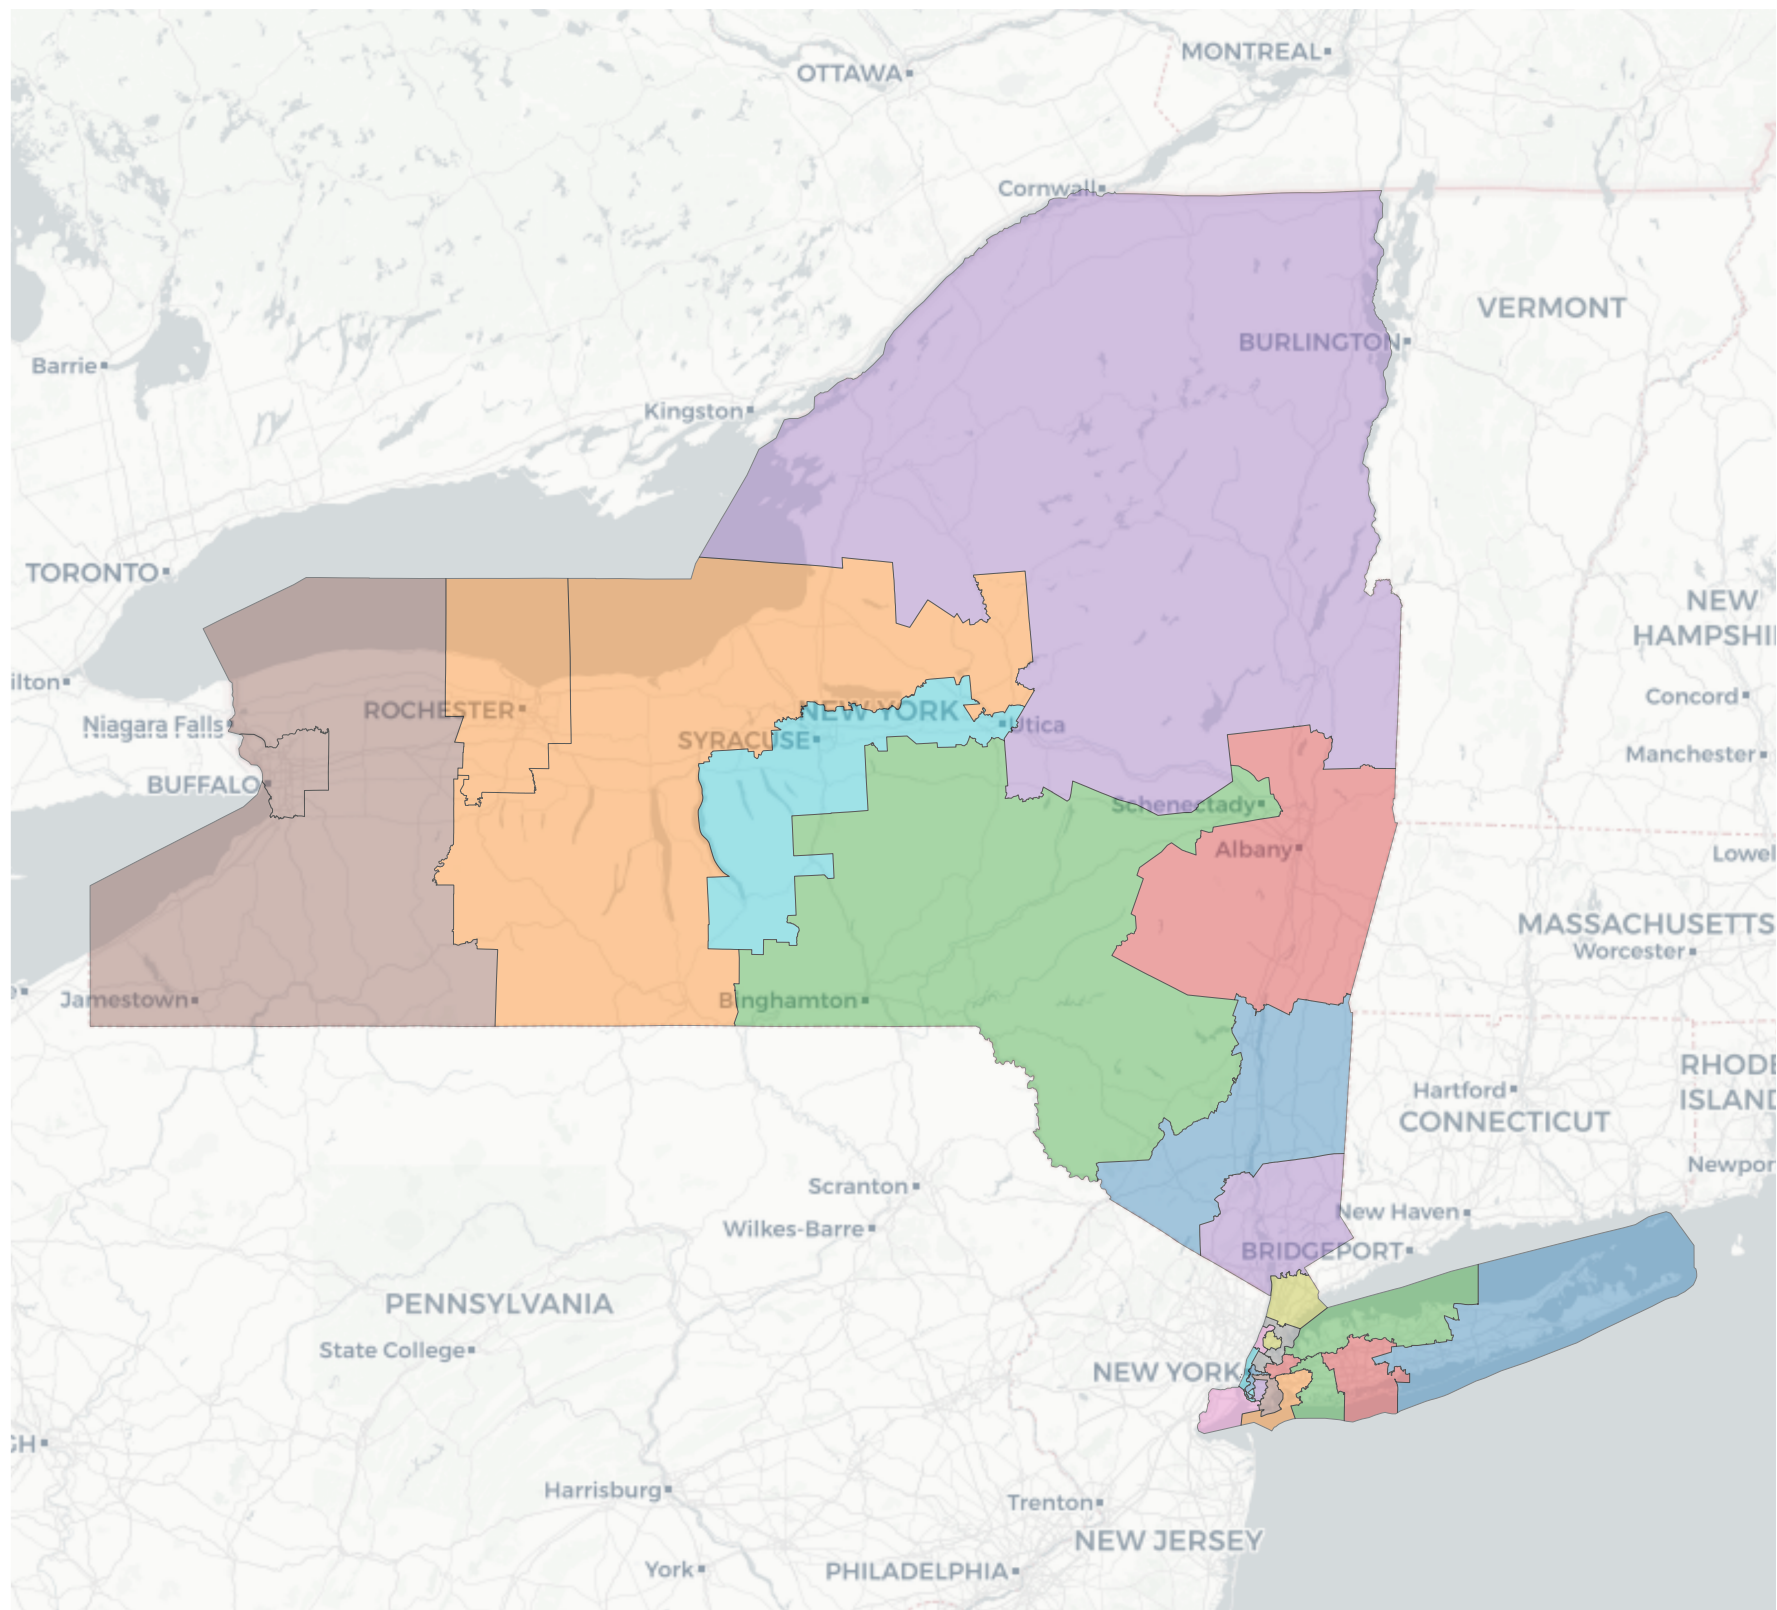 MONTREAL
OTTAWA
Cornwall
VERMONT
BURLINGTON
Barrie
Kingston
TORONTO
NEW
HAMPSHI
ilton
Concord
ROCHESTER
NEW YORK
Niagara Falls
Niagara Falls
Utica
SYRACUSE
Manchester
BUFFALO
Schenectady
Albany
Lowel
MASSACHUSETTS
Worcester
Jamestown
Binghamton
RHODE
ISLAND
Hartford
CONNECTICUT
Newpor
Scranton
New Haven
Wilkes-Barre
BRIDGEPORT
PENNSYLVANIA
State College
NEW YORK
Harrisburg
Trenton
NEW JERSEY
York
PHILADELPHIA